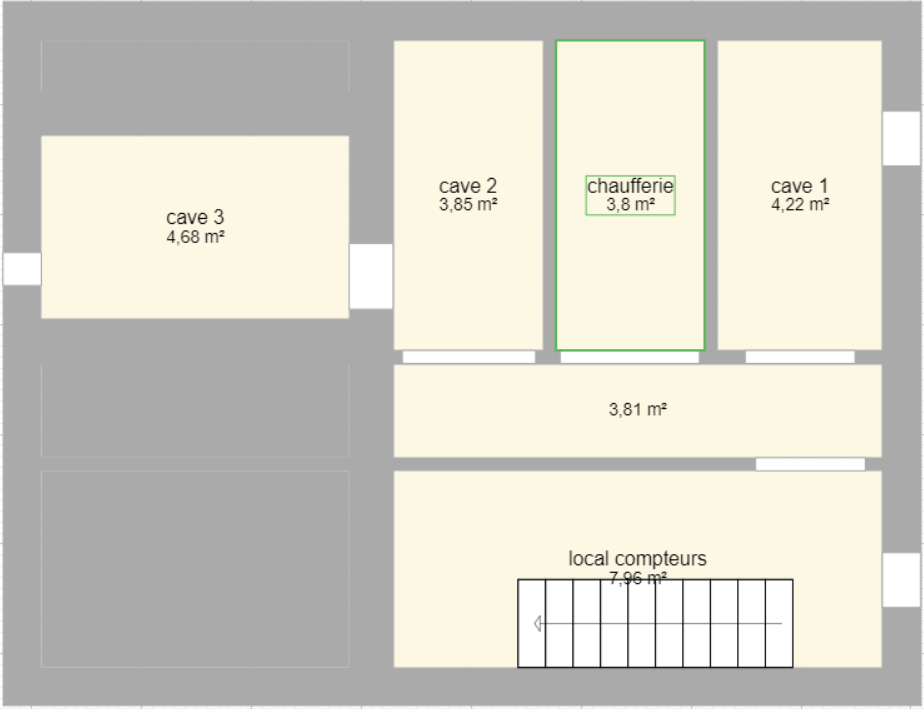 cave 2
3,85 m²
chaufferie
3,8 m²
cave 1
4,22 m²
cave 3
4,68 m²
3,81 m²
local compteurs
7,96 m²